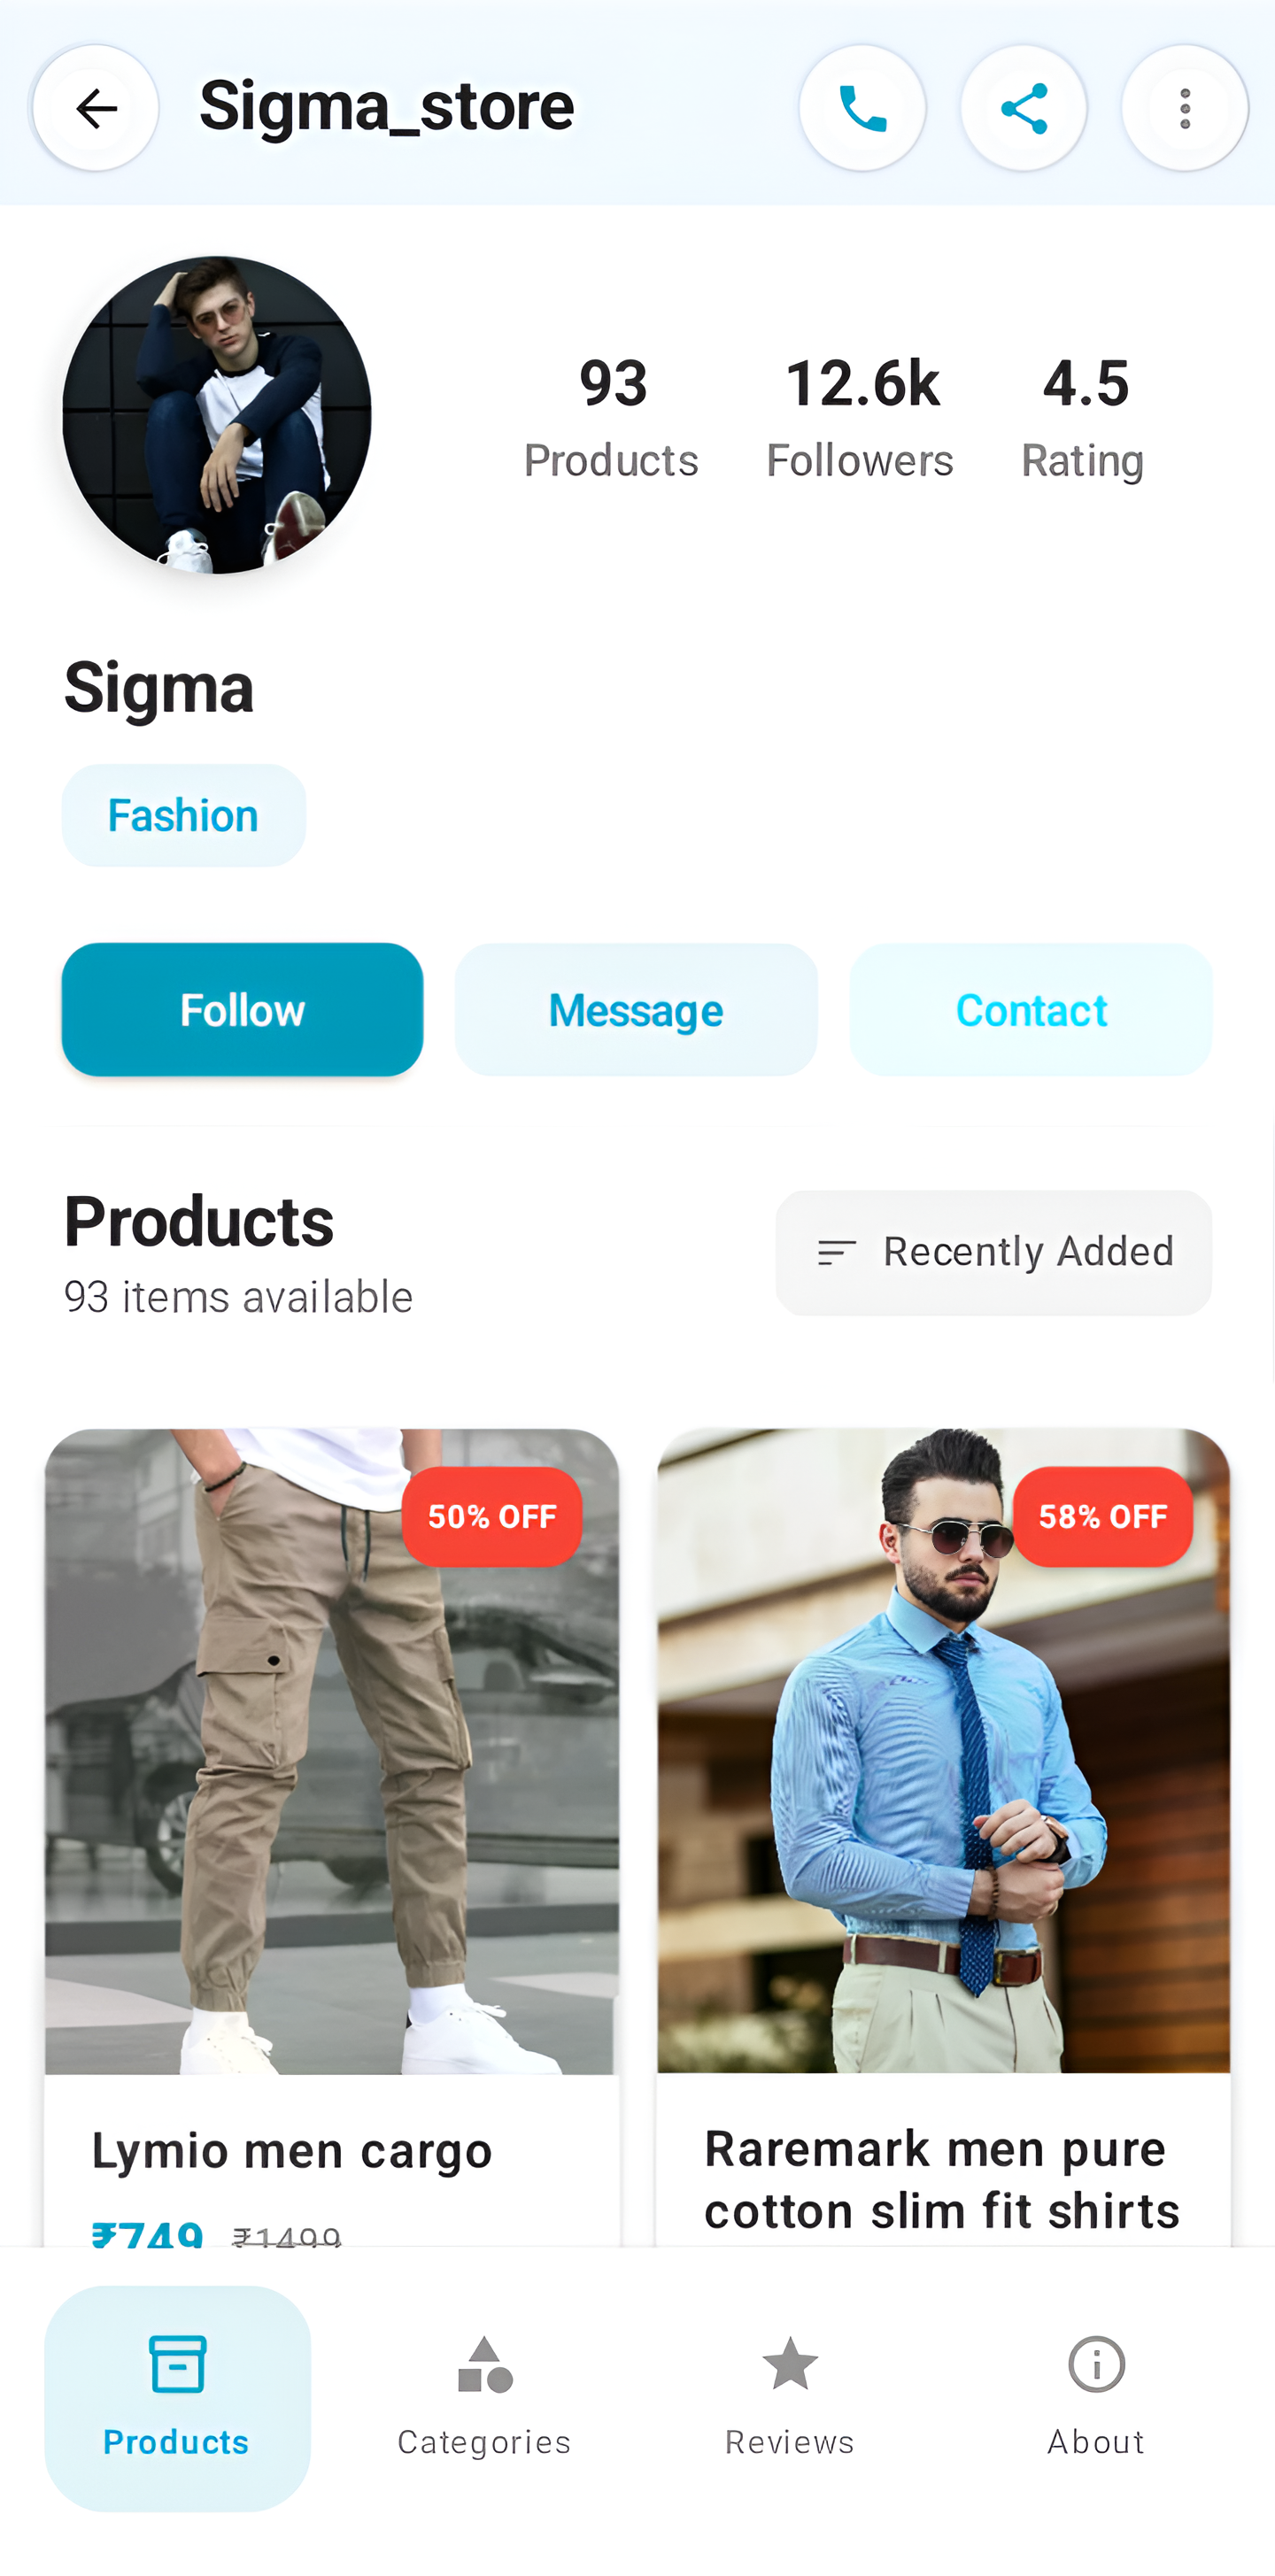 Sigma_store
93 12.6k 4.5
Products Followers Rating
Sigma
Fashion
Follow Message Contact
Products
93 items available
Recently Added
50% OFF
58% OFF
Lymio men cargo
₹749 ₹1499
Raremark men pure
cotton slim fit shirts
Products Categories Reviews About